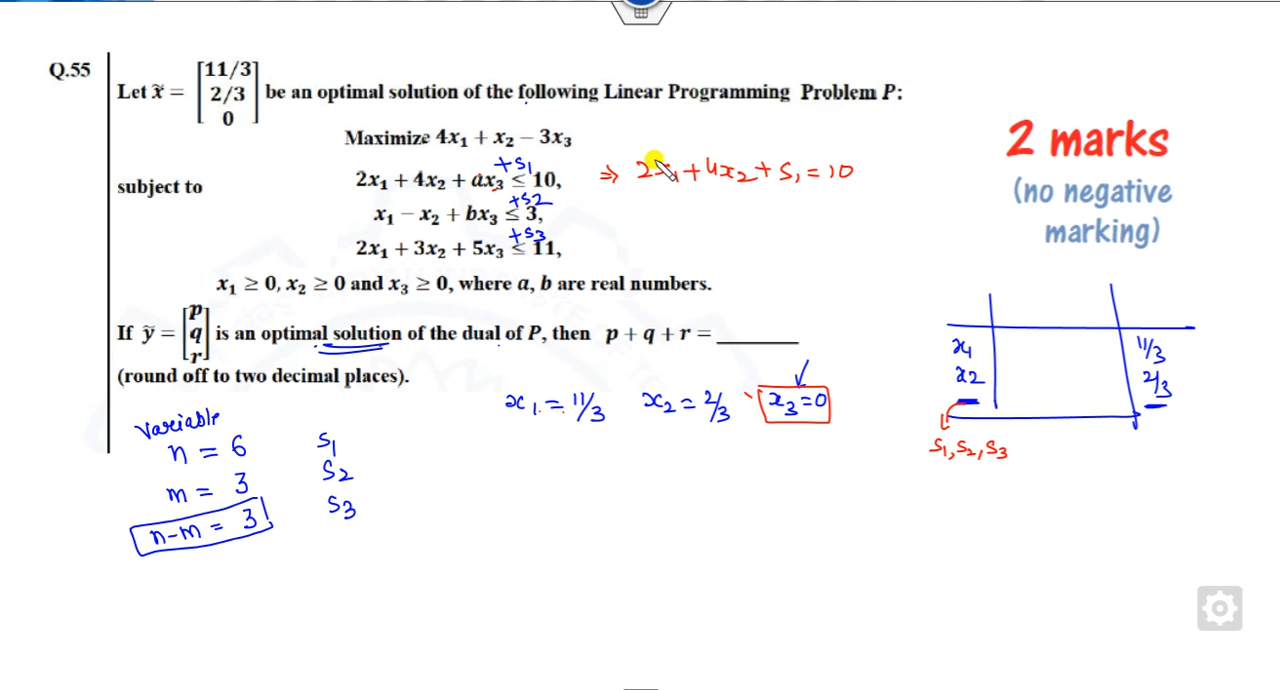 Q.55
Let x̃ = [11/3 2/3 0] be an optimal solution of the following Linear Programming Problem P:
Maximize 4x₁ + x₂ − 3x₃
subject to
2x₁ + 4x₂ + ax₃ ≤ 10,
+s₁
⇒ 2x₁ + 4x₂ + s₁ = 10
x₁ − x₂ + bx₃ ≤ 3,
+s2
2x₁ + 3x₂ + 5x₃ ≤ 11,
+s3
x₁ ≥ 0, x₂ ≥ 0 and x₃ ≥ 0, where a, b are real numbers.
If ỹ = [p q r] is an optimal solution of the dual of P, then p + q + r = ________
(round off to two decimal places).
2 marks
(no negative
marking)
x₁ = 11/3 x₂ = 2/3 x₃ = 0
Variable
n = 6
m = 3
n-m = 3
s₁
s₂
s₃
x₁ 11/3
x2 2/3
s₁, s₂, s₃